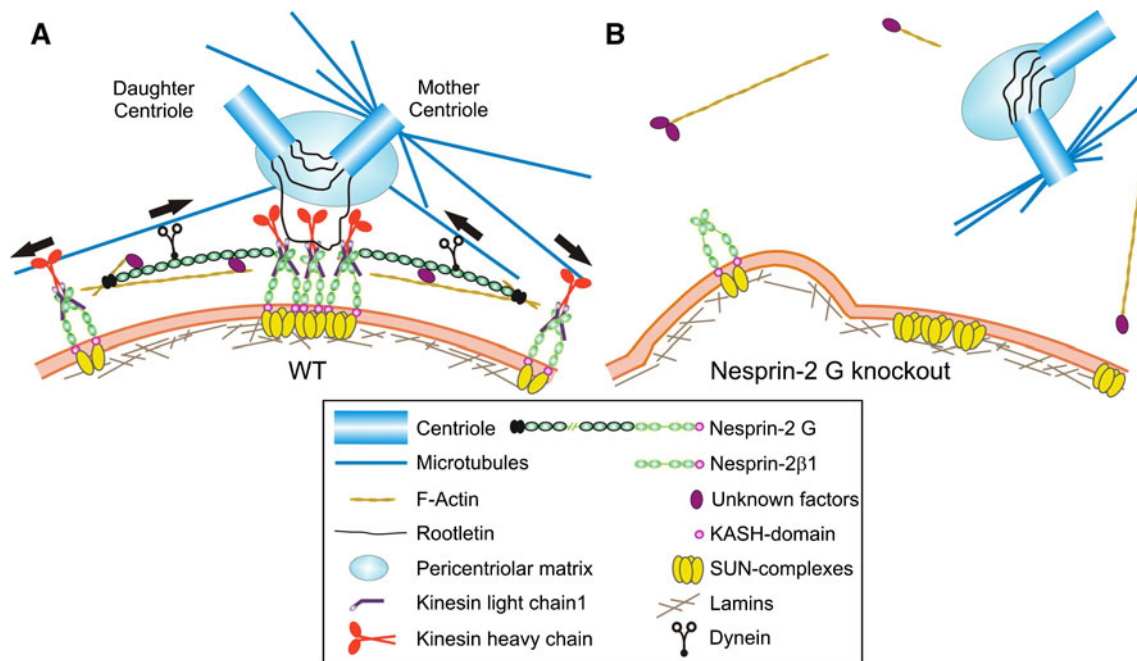 A
B
Daughter
Centriole
Mother
Centriole
WT
Nesprin-2 G knockout
Centriole
Microtubules
F-Actin
Rootletin
Pericentriolar matrix
Kinesin light chain1
Kinesin heavy chain
Nesprin-2 G
Nesprin-2β1
Unknown factors
KASH-domain
SUN-complexes
Lamins
Dynein